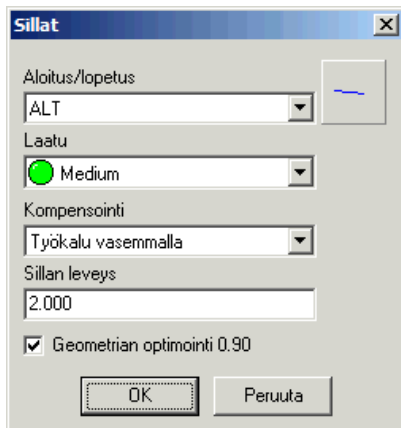 Sillat
Aloitus/lopetus
ALT
Laatu
Medium
Kompensointi
Työkalu vasemmalla
Sillan leveys
2.000
Geometrian optimointi 0.90
OK
Peruuta